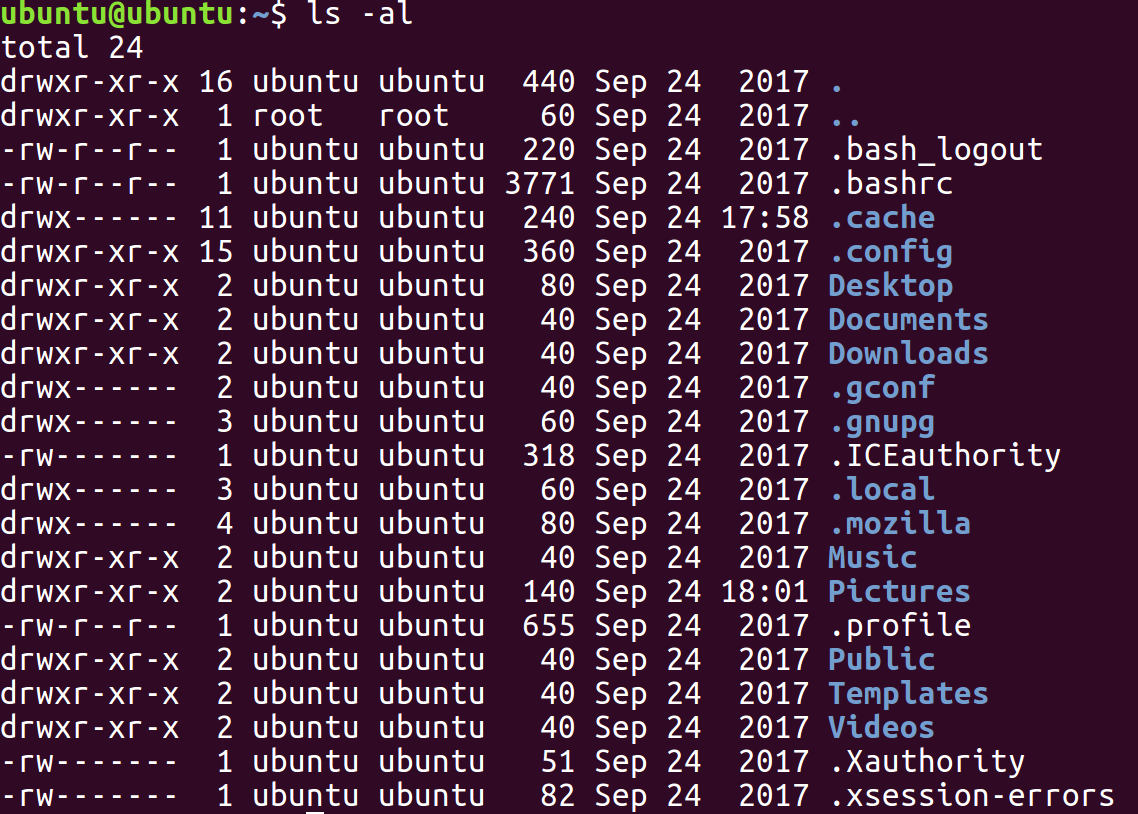 ubuntu@ubuntu:~$ ls -al
total 24
drwxr-xr-x 16 ubuntu ubuntu  440 Sep 24  2017 .
drwxr-xr-x  1 root   root     60 Sep 24  2017 ..
-rw-r--r--  1 ubuntu ubuntu  220 Sep 24  2017 .bash_logout
-rw-r--r--  1 ubuntu ubuntu 3771 Sep 24  2017 .bashrc
drwx------ 11 ubuntu ubuntu  240 Sep 24 17:58 .cache
drwxr-xr-x 15 ubuntu ubuntu  360 Sep 24  2017 .config
drwxr-xr-x  2 ubuntu ubuntu   80 Sep 24  2017 Desktop
drwxr-xr-x  2 ubuntu ubuntu   40 Sep 24  2017 Documents
drwxr-xr-x  2 ubuntu ubuntu   40 Sep 24  2017 Downloads
drwx------  2 ubuntu ubuntu   40 Sep 24  2017 .gconf
drwx------  3 ubuntu ubuntu   60 Sep 24  2017 .gnupg
-rw-------  1 ubuntu ubuntu  318 Sep 24  2017 .ICEauthority
drwx------  3 ubuntu ubuntu   60 Sep 24  2017 .local
drwx------  4 ubuntu ubuntu   80 Sep 24  2017 .mozilla
drwxr-xr-x  2 ubuntu ubuntu   40 Sep 24  2017 Music
drwxr-xr-x  2 ubuntu ubuntu  140 Sep 24 18:01 Pictures
-rw-r--r--  1 ubuntu ubuntu  655 Sep 24  2017 .profile
drwxr-xr-x  2 ubuntu ubuntu   40 Sep 24  2017 Public
drwxr-xr-x  2 ubuntu ubuntu   40 Sep 24  2017 Templates
drwxr-xr-x  2 ubuntu ubuntu   40 Sep 24  2017 Videos
-rw-------  1 ubuntu ubuntu   51 Sep 24  2017 .Xauthority
-rw-------  1 ubuntu ubuntu   82 Sep 24  2017 .xsession-errors